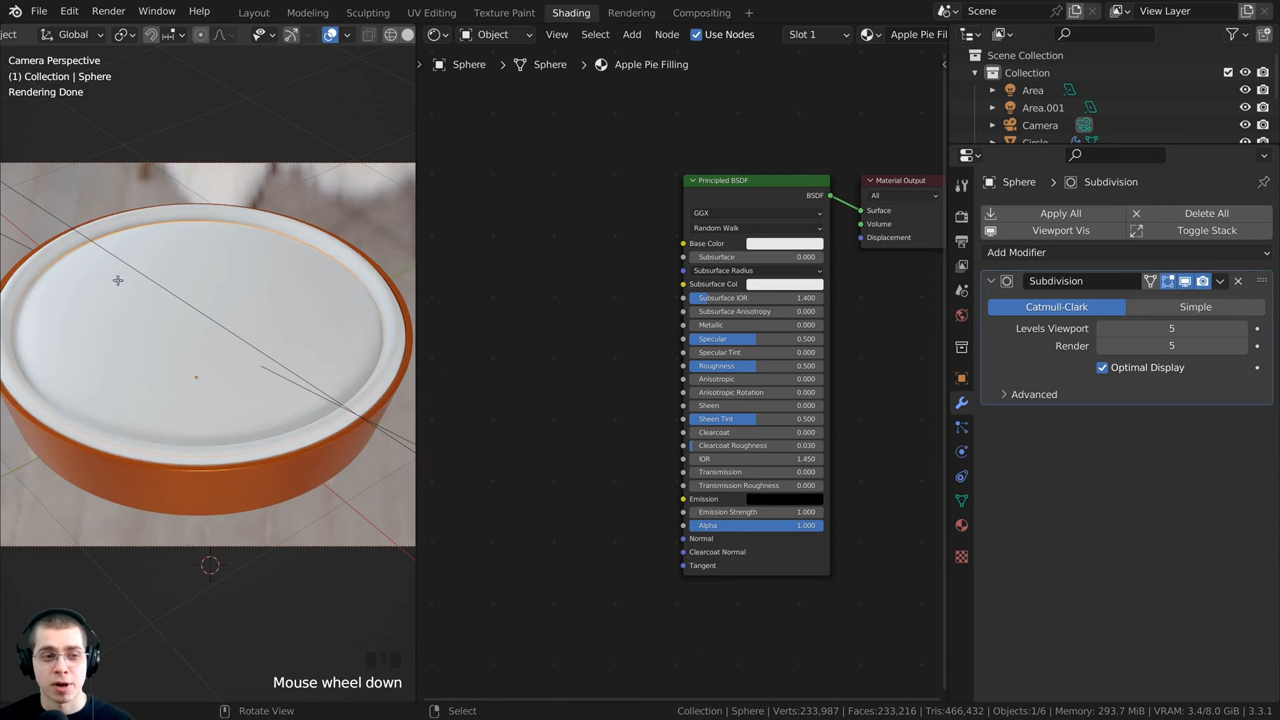 File Edit Render Window Help Layout Modeling Sculpting UV Editing Texture Paint Shading Rendering Compositing Scene View Layer
ject Global Object View Select Add Node Use Nodes Slot 1 Apple Pie Fil
Camera Perspective
(1) Collection | Sphere
Rendering Done
Sphere Sphere Apple Pie Filling
Principled BSDF
BSDF
GGX
Random Walk
Base Color
Subsurface 0.000
Subsurface Radius
Subsurface Col
Subsurface IOR 1.400
Subsurface Anisotropy 0.000
Metallic 0.000
Specular 0.500
Specular Tint 0.000
Roughness 0.500
Anisotropic 0.000
Anisotropic Rotation 0.000
Sheen 0.000
Sheen Tint 0.500
Clearcoat 0.000
Clearcoat Roughness 0.030
IOR 1.450
Transmission 0.000
Transmission Roughness 0.000
Emission
Emission Strength 1.000
Alpha 1.000
Normal
Clearcoat Normal
Tangent
Material Output
All
Surface
Volume
Displacement
Scene Collection
Collection
Area
Area.001
Camera
Sphere Subdivision
Apply All Delete All
Viewport Vis Toggle Stack
Add Modifier
Subdivision
Catmull-Clark Simple
Levels Viewport 5
Render 5
Optimal Display
Advanced
Mouse wheel down
Rotate View Select Collection | Sphere | Verts:233,987 | Faces:233,216 | Tris:466,432 | Objects:1/6 | Memory: 293.7 MiB | VRAM: 3.4/8.0 GiB | 3.3.1